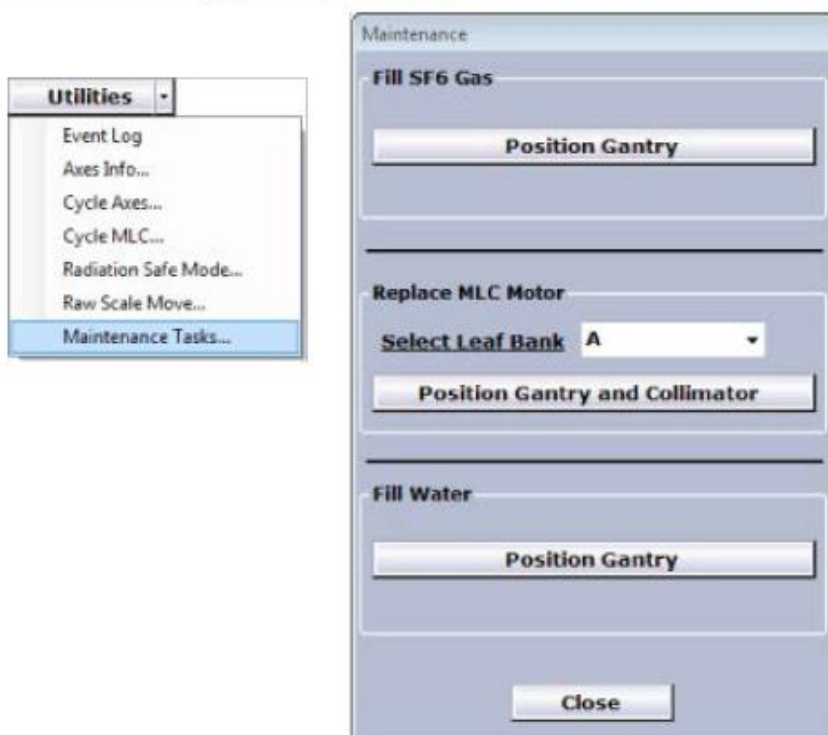 Utilities
Event Log
Axes Info...
Cycle Axes...
Cycle MLC...
Radiation Safe Mode...
Raw Scale Move...
Maintenance Tasks...
Maintenance
Fill SF6 Gas
Position Gantry
Replace MLC Motor
Select Leaf Bank A
Position Gantry and Collimator
Fill Water
Position Gantry
Close